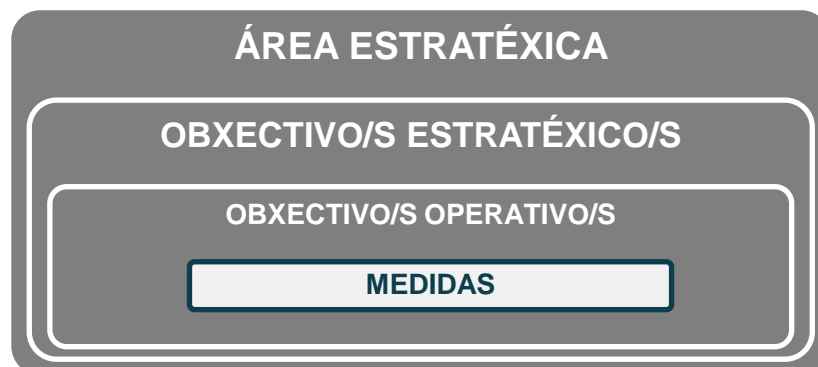 ÁREA ESTRATÉXICA
OBXECTIVO/S ESTRATÉXICO/S
OBXECTIVO/S OPERATIVO/S
MEDIDAS